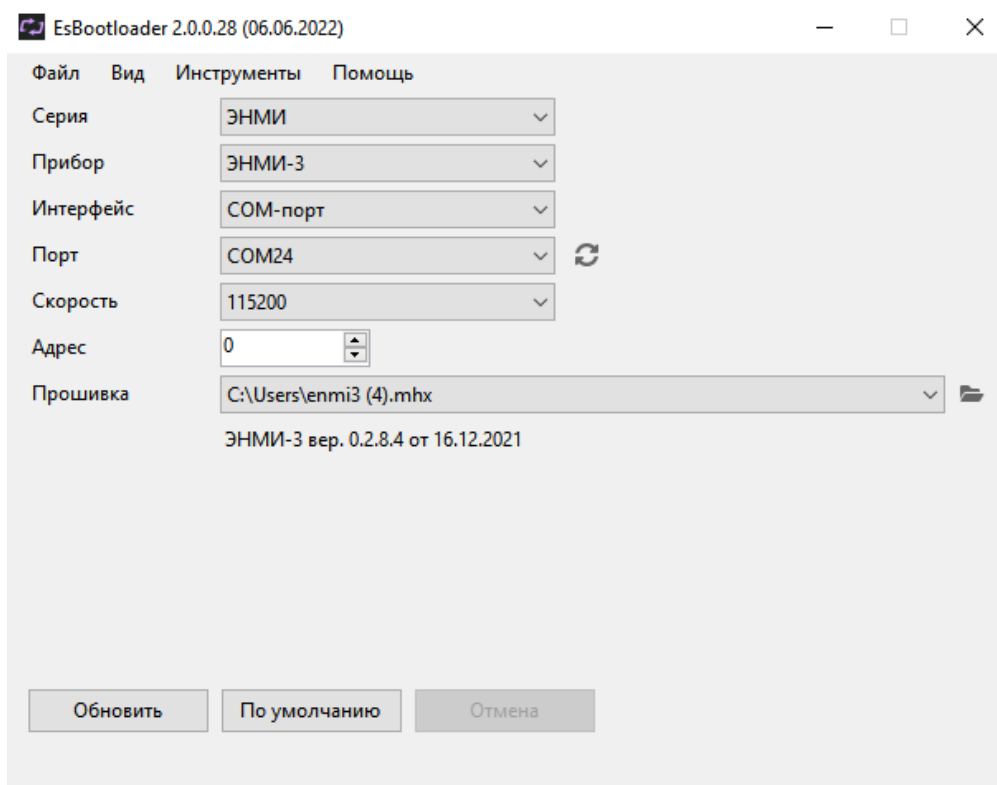 EsBootloader 2.0.0.28 (06.06.2022)
Файл Вид Инструменты Помощь
Серия ЭНМИ
Прибор ЭНМИ-3
Интерфейс COM-порт
Порт COM24
Скорость 115200
Адрес 0
Прошивка C:\Users\enmi3 (4).mhx
ЭНМИ-3 вер. 0.2.8.4 от 16.12.2021
Обновить По умолчанию Отмена